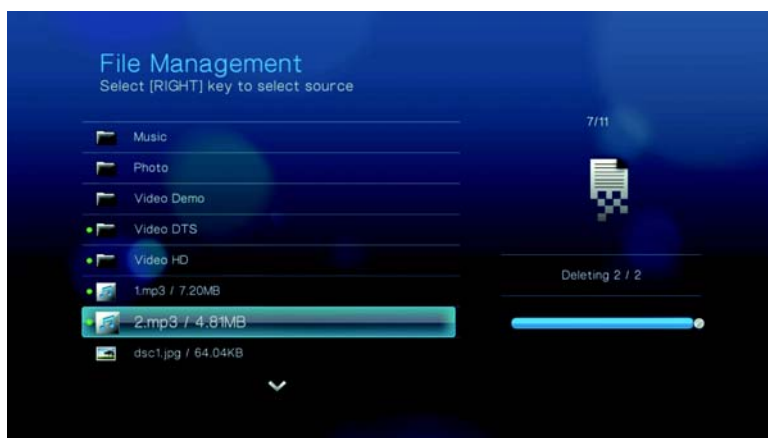 File Management
Select [RIGHT] key to select source
7/11
Music
Photo
Video Demo
Video DTS
Video HD
Deleting 2 / 2
1.mp3 / 7.20MB
2.mp3 / 4.81MB
dsc1.jpg / 64.04KB